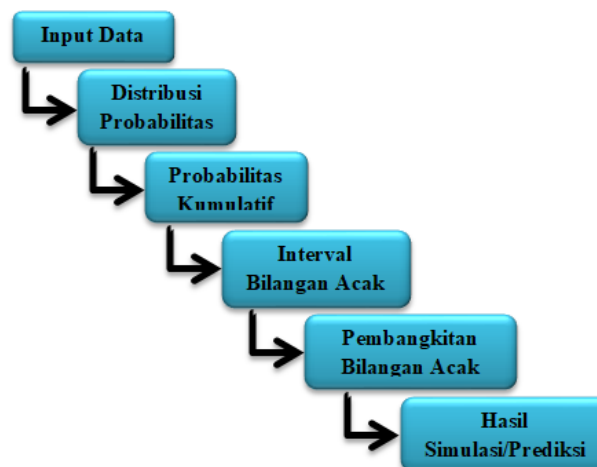 Input Data
Distribusi
Probabilitas
Probabilitas
Kumulatif
Interval
Bilangan Acak
Pembangkitan
Bilangan Acak
Hasil
Simulasi/Prediksi